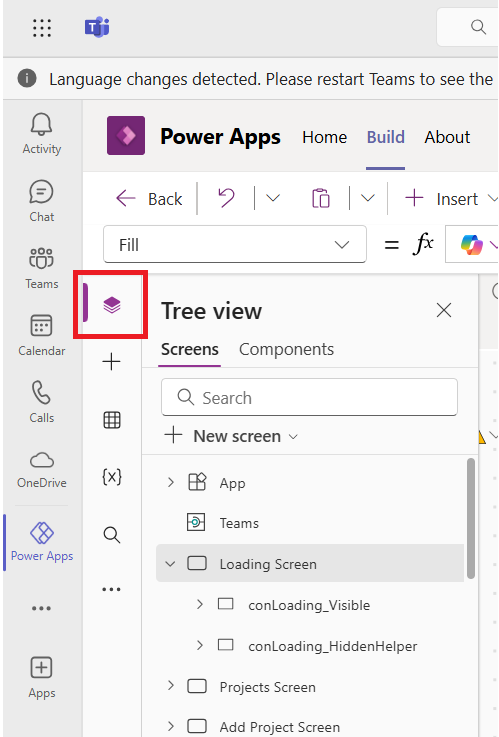 Language changes detected. Please restart Teams to see the
Activity
Chat
Teams
Calendar
Calls
OneDrive
Power Apps
Apps
Power Apps Home Build About
Back Insert
Fill = fx
Tree view
Screens Components
Search
New screen
{x}
App
Teams
Loading Screen
conLoading_Visible
conLoading_HiddenHelper
Projects Screen
Add Project Screen